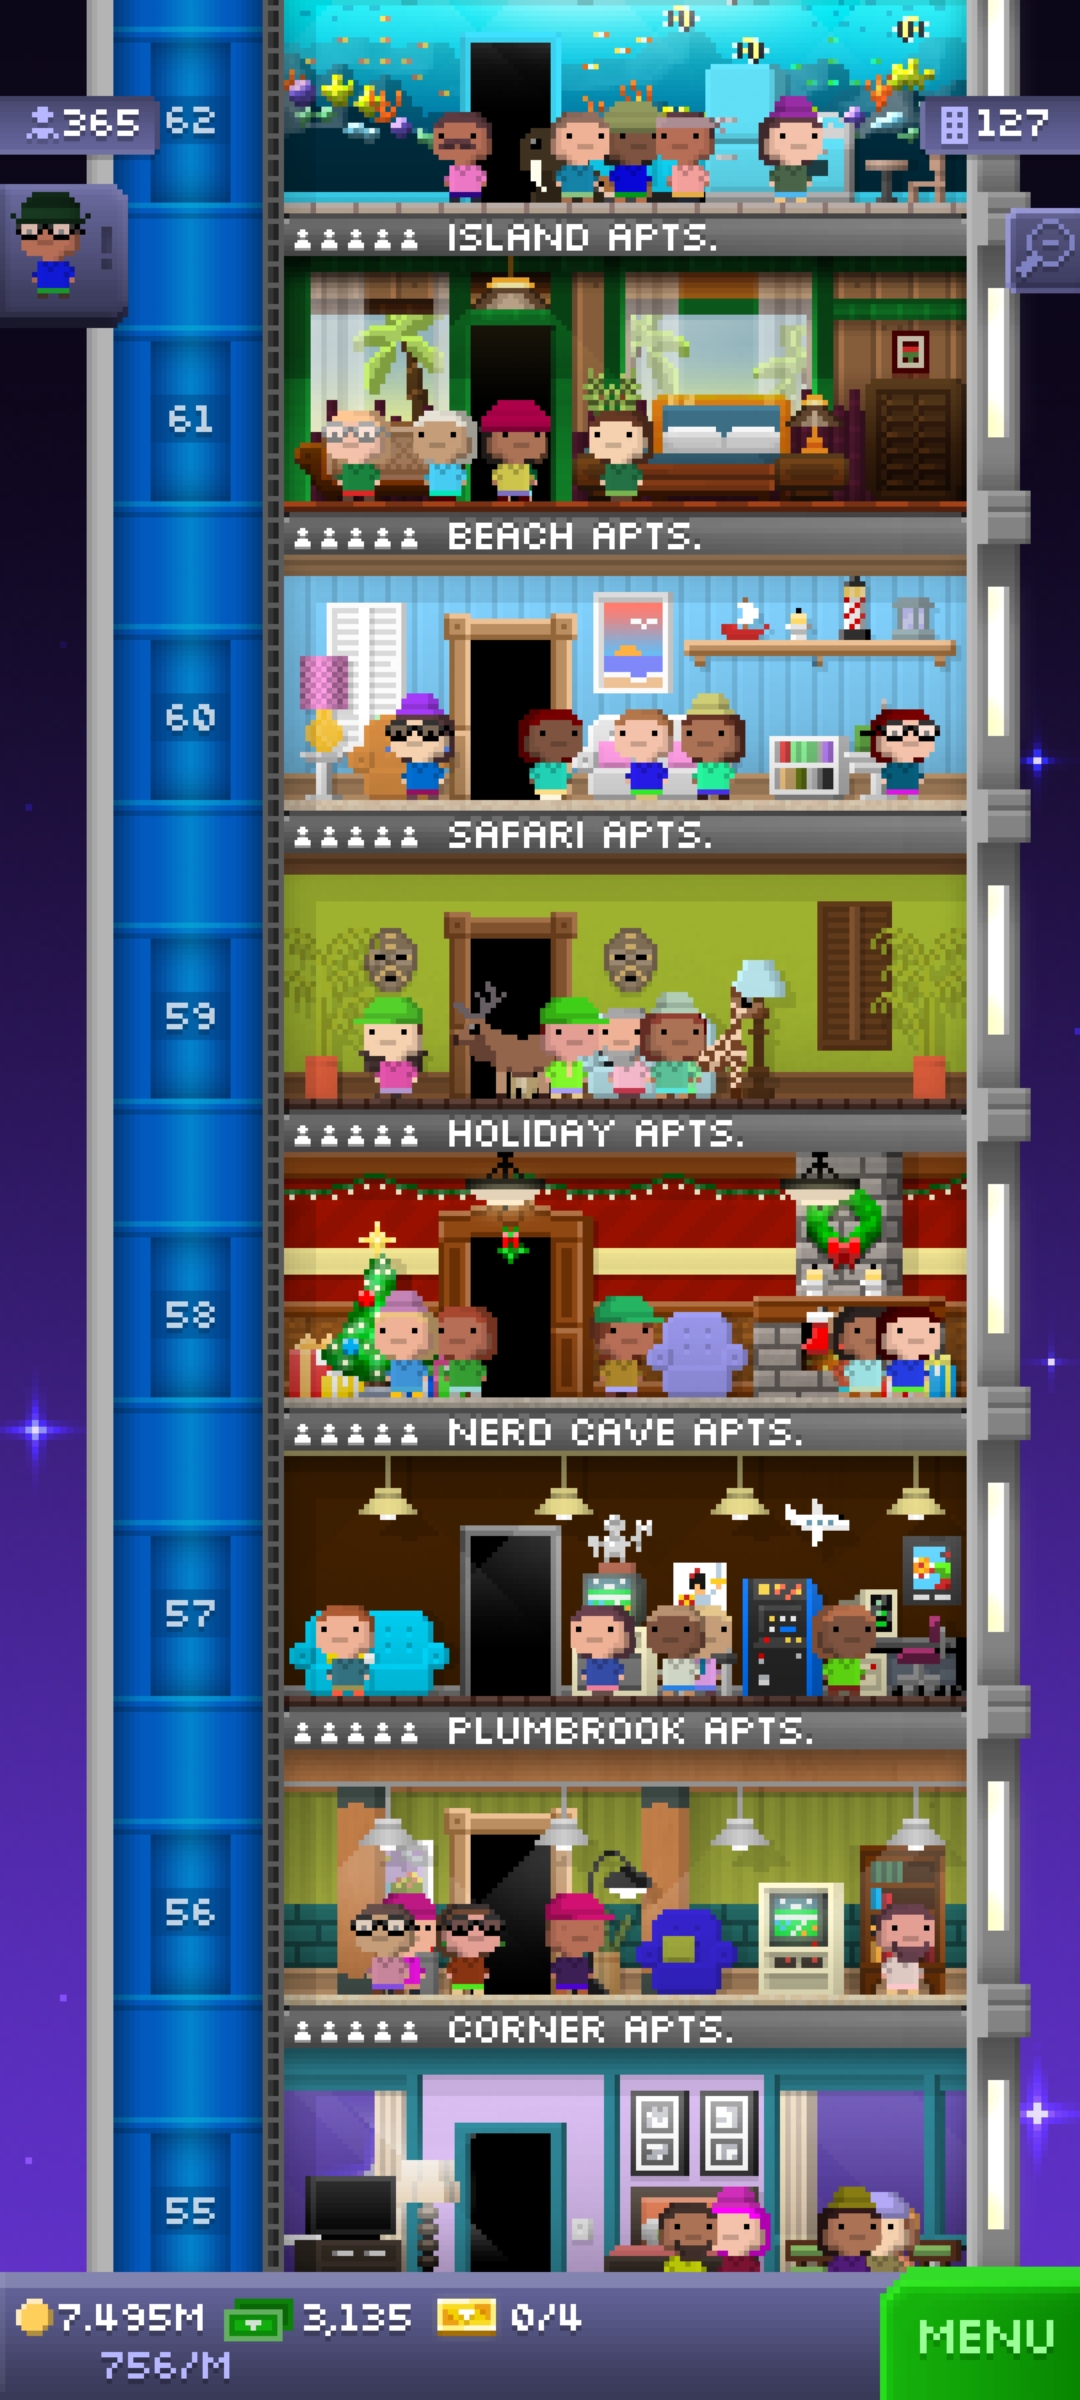 365
62
127
ISLAND APTS.
61
BEACH APTS.
60
SAFARI APTS.
59
HOLIDAY APTS.
58
NERD CAVE APTS.
57
PLUMBROOK APTS.
56
CORNER APTS.
55
7.495M 3,135 0/4
756/M
MENU